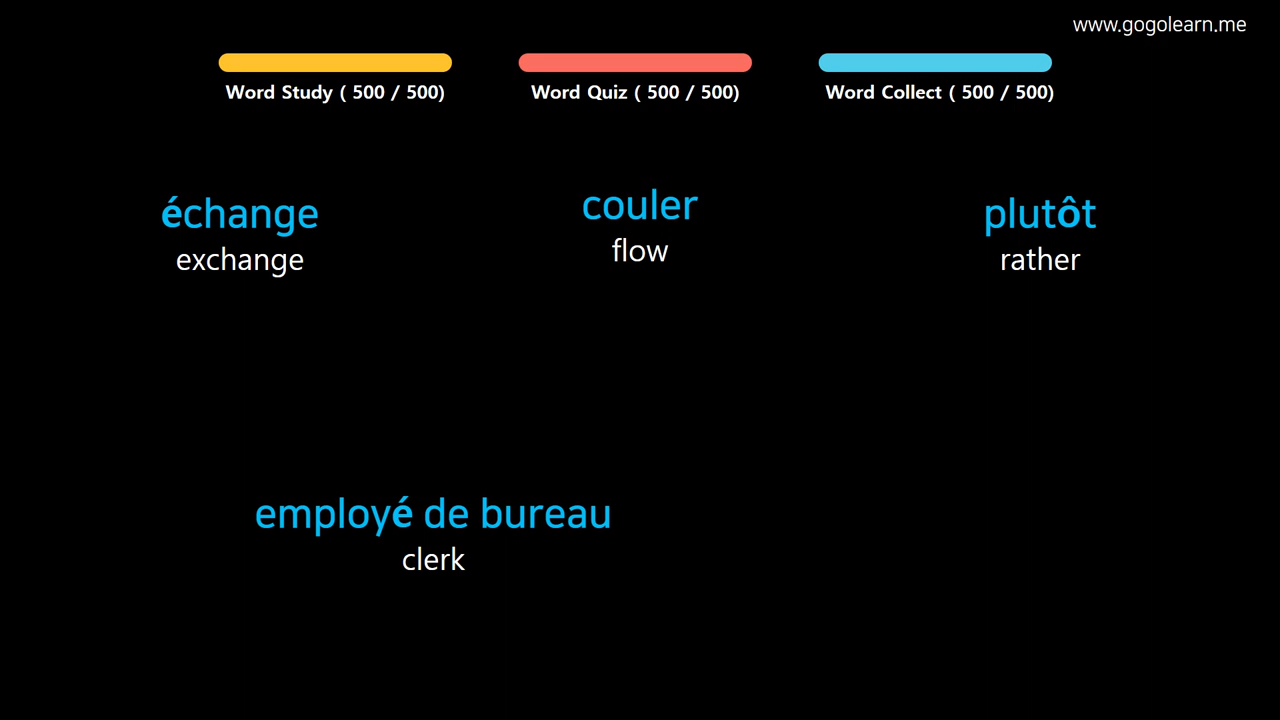 www.gogolearn.me
Word Study ( 500 / 500)
Word Quiz ( 500 / 500)
Word Collect ( 500 / 500)
échange
exchange
couler
flow
plutôt
rather
employé de bureau
clerk